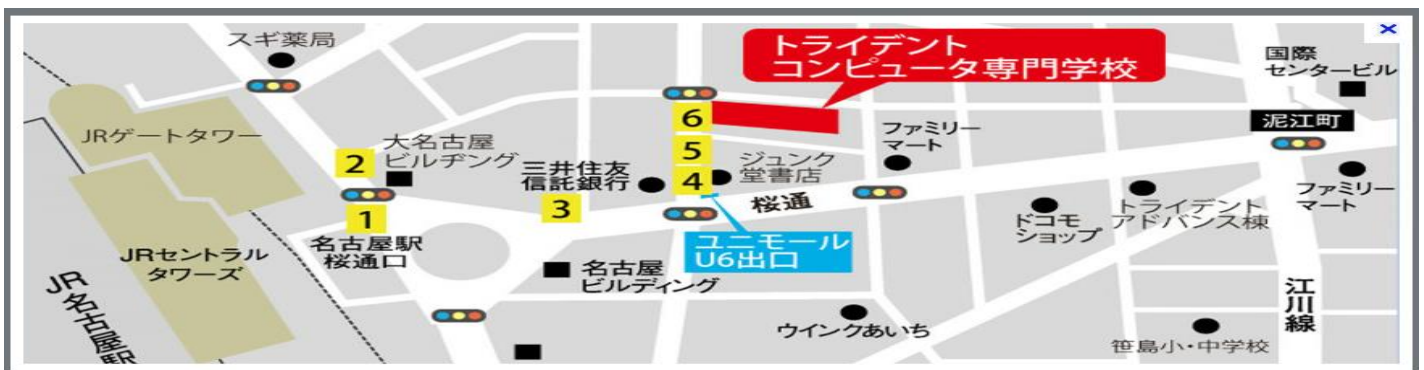 スギ薬局
トライデント
コンピュータ専門学校
国際
センタービル
JRゲートタワー
2
大名古屋
ビルヂング
三井住友
信託銀行
6
5
4
ジュンク
堂書店
ファミリー
マート
泥江町
1
名古屋駅
桜通口
3
桜通
ドコモ
ショップ
トライデント
アドバンス棟
ファミリー
マート
JRセントラル
タワーズ
ユニモール
U6出口
名古屋
ビルディング
JR名古屋駅
ウインクあいち
江川線
笹島小・中学校